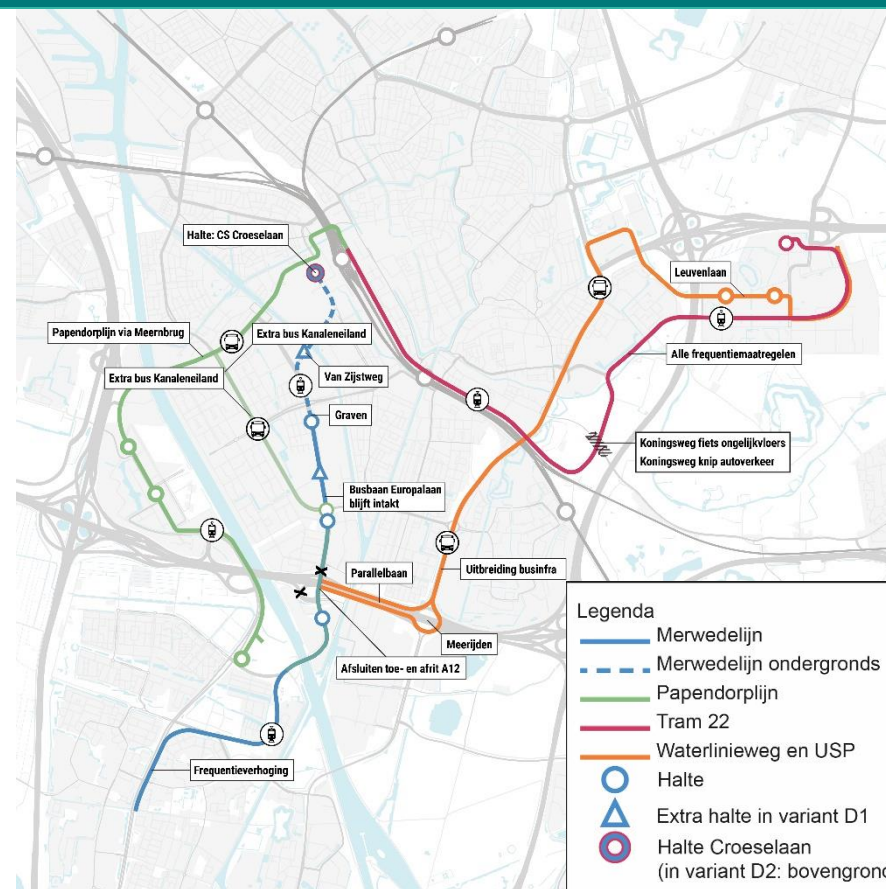 Halte: CS Croeselaan
Leuvenlaan
Papendorplijn via Meernbrug
Extra bus Kanaleneiland
Extra bus Kanaleneiland
Van Zijstweg
Alle frequentiemaatregelen
Graven
Koningsweg fiets ongelijkvloers
Koningsweg knip autoverkeer
Busbaan Europalaan
blijft intakt
Parallelbaan
Uitbreiding businfra
Meerijden
Afsluiten toe- en afrit A12
Frequentieverhoging
Legenda
Merwedelijn
Merwedelijn ondergronds
Papendorplijn
Tram 22
Waterlinieweg en USP
Halte
Extra halte in variant D1
Halte Croeselaan
(in variant D2: bovengrond